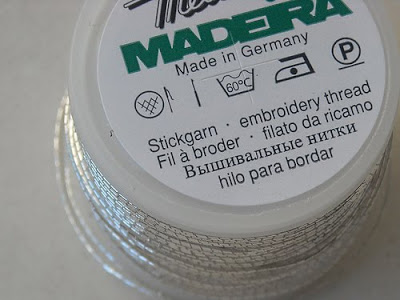 MADEIRA
Made in Germany
60°C P
Stickgarn · embroidery thread
Fil à broder · filato da ricamo
Вышивальные нитки
hilo para bordar